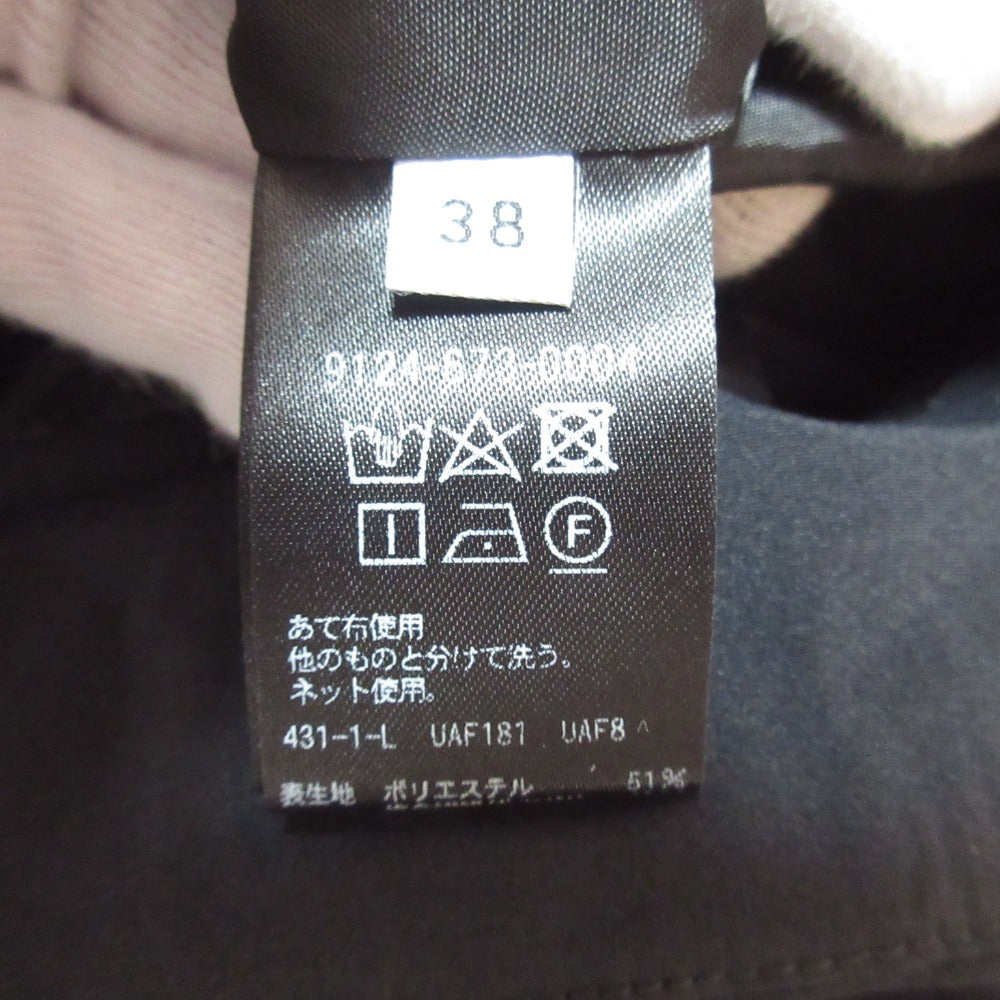 38
9124-673-0004
F
あて布使用
他のものと分けて洗う。
ネット使用。
431-1-L UAF181 UAF8
表生地 ポリエステル 51%